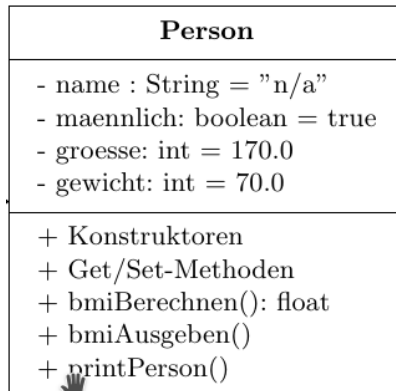 Person
- name : String = ”n/a”
- maennlich: boolean = true
- groesse: int = 170.0
- gewicht: int = 70.0
+ Konstruktoren
+ Get/Set-Methoden
+ bmiBerechnen(): float
+ bmiAusgeben()
+ printPerson()